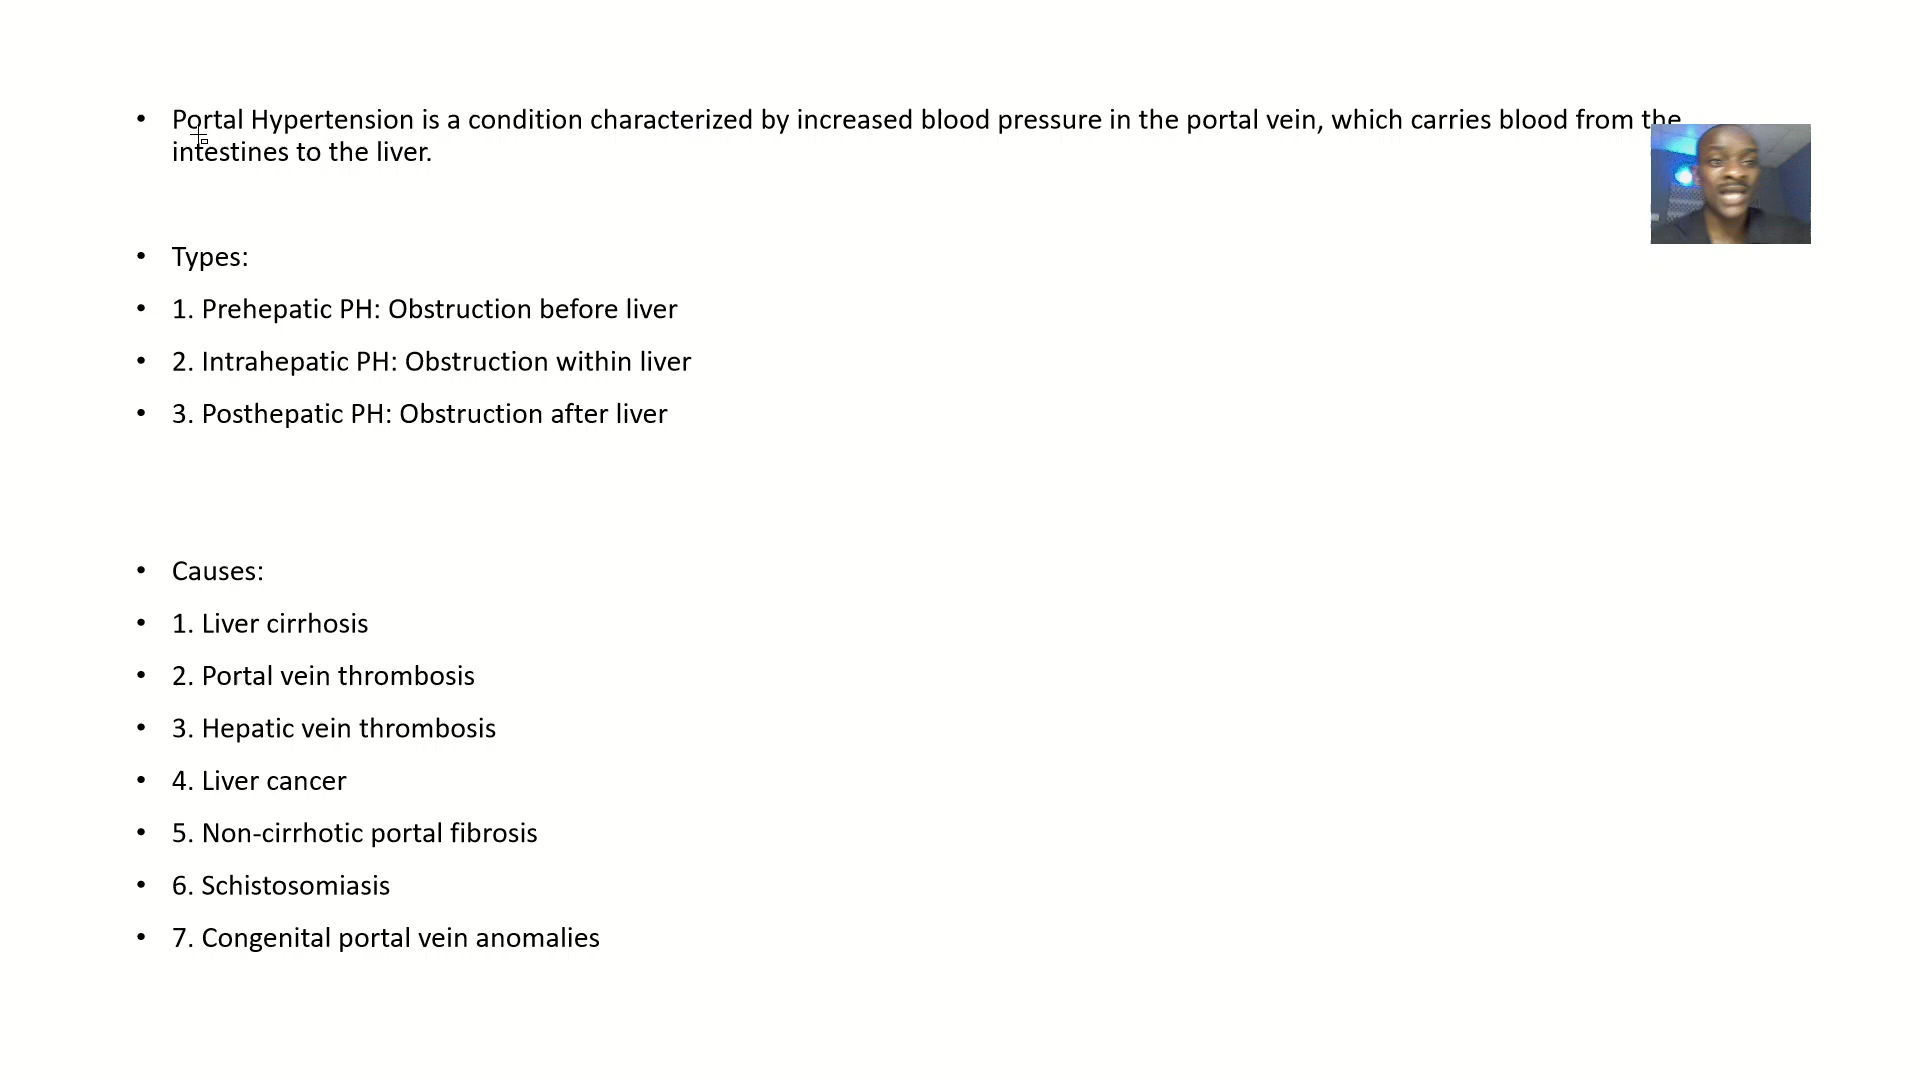 • Portal Hypertension is a condition characterized by increased blood pressure in the portal vein, which carries blood from the
intestines to the liver.
• Types:
• 1. Prehepatic PH: Obstruction before liver
• 2. Intrahepatic PH: Obstruction within liver
• 3. Posthepatic PH: Obstruction after liver
• Causes:
• 1. Liver cirrhosis
• 2. Portal vein thrombosis
• 3. Hepatic vein thrombosis
• 4. Liver cancer
• 5. Non-cirrhotic portal fibrosis
• 6. Schistosomiasis
• 7. Congenital portal vein anomalies